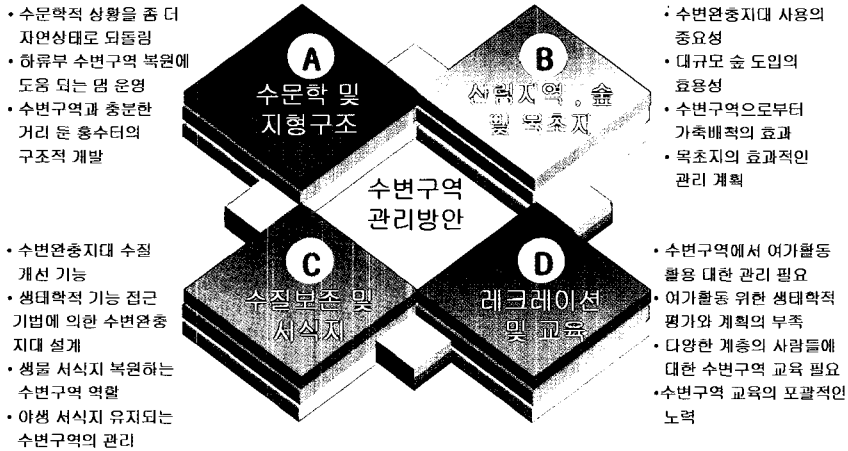 • 수문학적 상황을 좀 더
자연상태로 되돌림
• 하류부 수변구역 복원에
도움 되는 댐 운영
• 수변구역과 충분한
거리 둔 홍수터의
구조적 개발
A
수문학 및
지형구조
B
산림지역, 숲
및 목초지
• 수변완충지대 사용의
중요성
• 대규모 숲 도입의
효용성
• 수변구역으로부터
가축배척의 효과
• 목초지의 효과적인
관리 계획
수변구역
관리방안
• 수변완충지대 수질
개선 기능
• 생태학적 기능 접근
기법에 의한 수변완충
지대 설계
• 생물 서식지 복원하는
수변구역 역할
• 야생 서식지 유지되는
수변구역의 관리
C
수질보존 및
서식지
D
레크레이션
및 교육
• 수변구역에서 여가활동
활용 대한 관리 필요
• 여가활동 위한 생태학적
평가와 계획의 부족
• 다양한 계층의 사람들에
대한 수변구역 교육 필요
•수변구역 교육의 포괄적인
노력